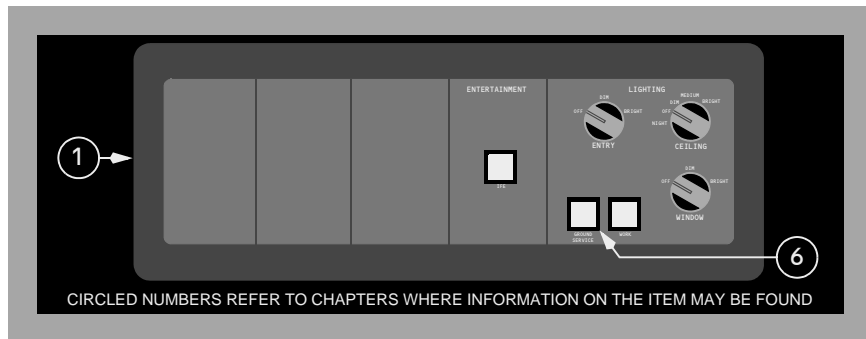 ENTERTAINMENT
LIGHTING
DIM
OFF
BRIGHT
ENTRY
MEDIUM
DIM
BRIGHT
OFF
NIGHT
CEILING
1
IFE
DIM
OFF
BRIGHT
WINDOW
GROUND
SERVICE
WORK
6
CIRCLED NUMBERS REFER TO CHAPTERS WHERE INFORMATION ON THE ITEM MAY BE FOUND